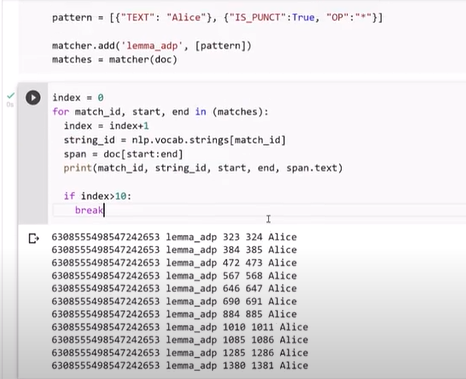 pattern = [{"TEXT": "Alice"}, {"IS_PUNCT":True, "OP":"*"}]
matcher.add('lemma_adp', [pattern])
matches = matcher(doc)
0s
index = 0
for match_id, start, end in (matches):
index = index+1
string_id = nlp.vocab.strings[match_id]
span = doc[start:end]
print(match_id, string_id, start, end, span.text)
if index>10:
break
6308555498547242653 lemma_adp 323 324 Alice
6308555498547242653 lemma_adp 384 385 Alice
6308555498547242653 lemma_adp 472 473 Alice
6308555498547242653 lemma_adp 567 568 Alice
6308555498547242653 lemma_adp 646 647 Alice
6308555498547242653 lemma_adp 690 691 Alice
6308555498547242653 lemma_adp 884 885 Alice
6308555498547242653 lemma_adp 1010 1011 Alice
6308555498547242653 lemma_adp 1085 1086 Alice
6308555498547242653 lemma_adp 1285 1286 Alice
6308555498547242653 lemma_adp 1380 1381 Alice